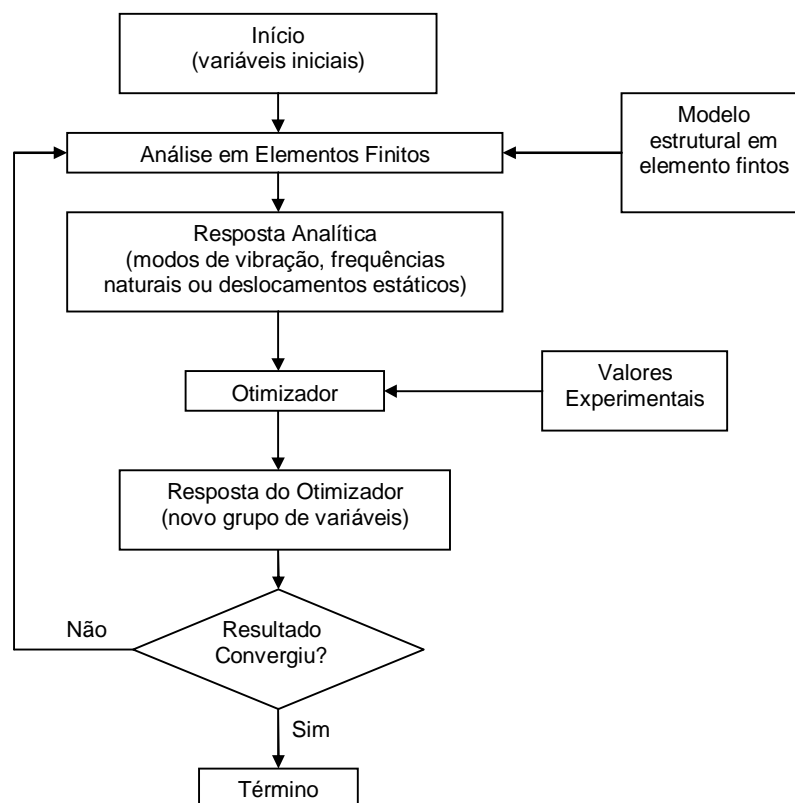 Início
(variáveis iniciais)
Modelo
estrutural em
elemento fintos
Análise em Elementos Finitos
Resposta Analítica
(modos de vibração, frequências
naturais ou deslocamentos estáticos)
Otimizador
Valores
Experimentais
Resposta do Otimizador
(novo grupo de variáveis)
Não
Resultado
Convergiu?
Sim
Término